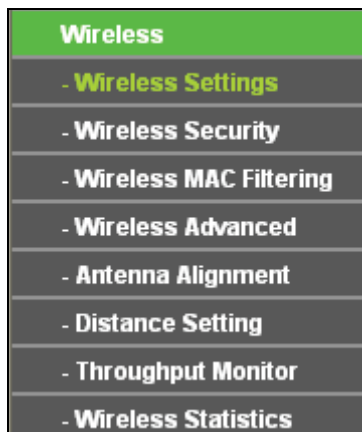 Wireless
- Wireless Settings
- Wireless Security
- Wireless MAC Filtering
- Wireless Advanced
- Antenna Alignment
- Distance Setting
- Throughput Monitor
- Wireless Statistics